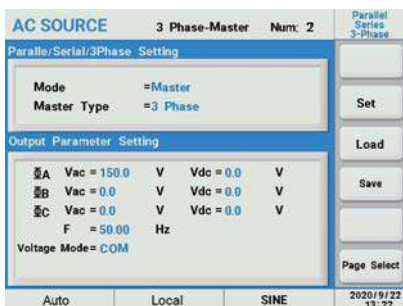 AC SOURCE 3 Phase-Master Num: 2
Parallel
Series
3-Phase
Paralle/Serial/3Phase Setting
Mode =Master
Master Type =3 Phase
Set
Load
Output Parameter Setting
ΦA Vac = 150.0 V Vdc = 0.0 V
ΦB Vac = 0.0 V Vdc = 0.0 V
ΦC Vac = 0.0 V Vdc = 0.0 V
F = 50.00 Hz
Voltage Mode= COM
Save
Page Select
Auto Local SINE 2020/9/22
13:22